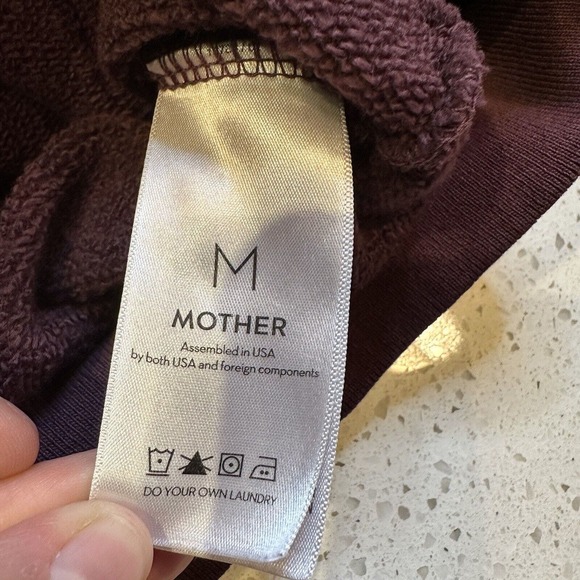 M
MOTHER
Assembled in USA
by both USA and foreign components
DO YOUR OWN LAUNDRY